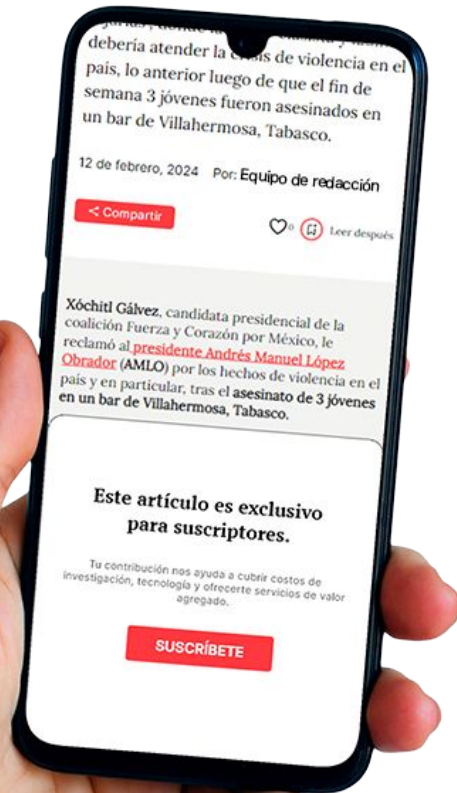 debería atender la crisis de violencia en el
país, lo anterior luego de que el fin de
semana 3 jóvenes fueron asesinados en
un bar de Villahermosa, Tabasco.
12 de febrero, 2024 Por: Equipo de redacción
Compartir
0 Leer después
Xóchitl Gálvez, candidata presidencial de la
coalición Fuerza y Corazón por México, le
reclamó al presidente Andrés Manuel López
Obrador (AMLO) por los hechos de violencia en el
país y en particular, tras el asesinato de 3 jóvenes
en un bar de Villahermosa, Tabasco.
Este artículo es exclusivo
para suscriptores.
Tu contribución nos ayuda a cubrir costos de
investigación, tecnología y ofrecerte servicios de valor
agregado.
SUSCRÍBETE